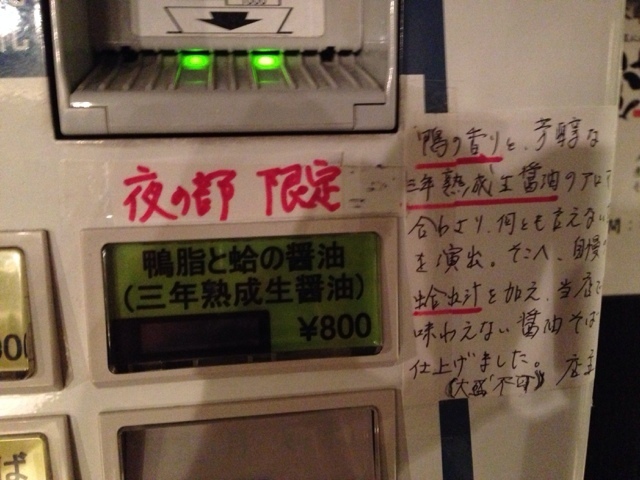 夜の部 限定
鴨脂と蛤の醤油
(三年熟成生醤油)
¥800
鴨の香りと、芳醇な
三年熟成生醤油のアロマ
合わさり、何とも言えない
を演出。そこへ、自慢
蛤出汁を加え、当店で
味わえない醤油そば
仕上げました。 店主
(大盛不可)
00
ば